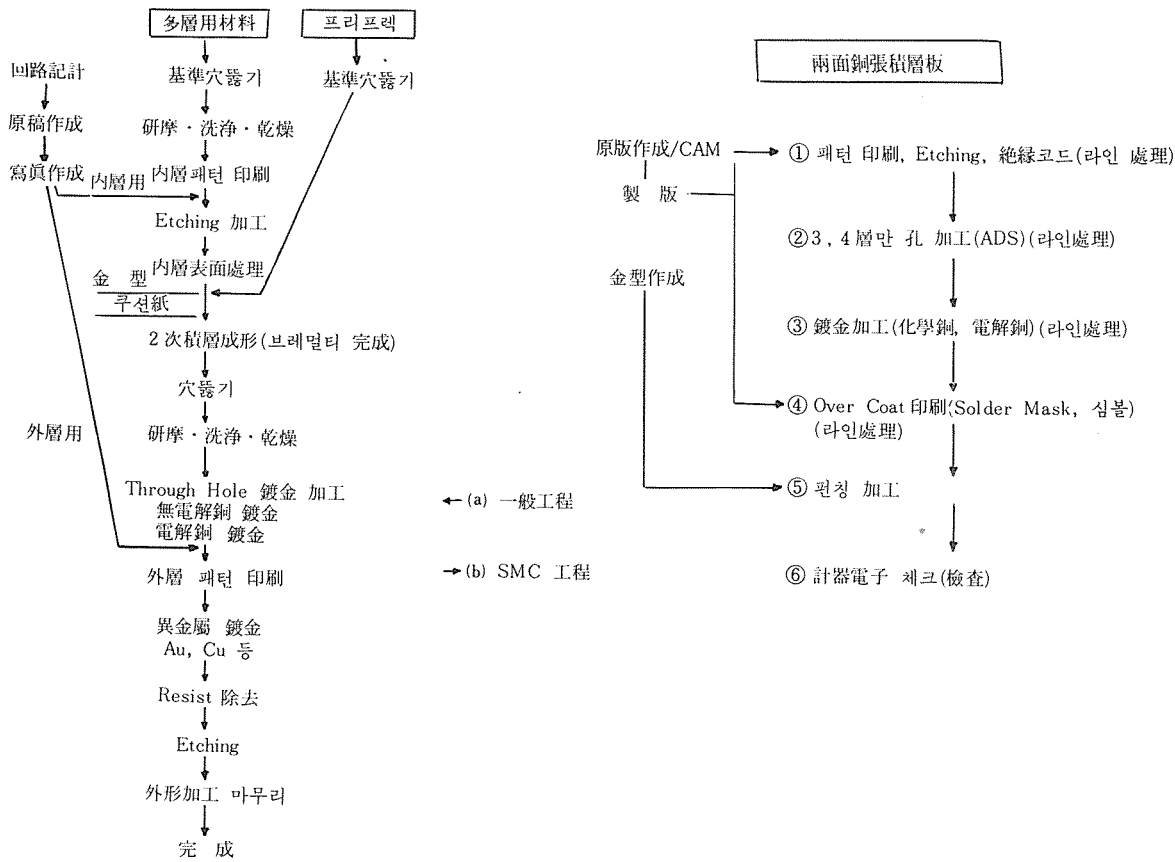 多層用材料
프리프렉
回路記計
基準穴뚫기
基準穴뚫기
原稿作成
研摩・洗浄・乾燥
寫眞作成
内層用
内層패턴 印刷
Etching 加工
内層表面處理
金 型
쿠션紙
2次積層成形(브레멀티 完成)
穴뚫기
外層用
研摩・洗浄・乾燥
Through Hole 鍍金 加工
無電解銅 鍍金
電解銅 鍍金
外層 패턴 印刷
異金屬 鍍金
Au, Cu 등
Resist 除去
Etching
外形加工 마무리
完 成
(a) 一般工程
(b) SMC 工程
兩面銅張積層板
原版作成/CAM
製 版
金型作成
① 패턴 印刷, Etching, 絶縁코드(라인 處理)
② 3, 4層만 孔 加工(ADS)(라인處理)
③ 鍍金加工(化學銅, 電解銅)(라인處理)
④ Over Coat印刷(Solder Mask, 심볼)
(라인處理)
⑤ 펀칭 加工
⑥ 計器電子 체크(檢査)